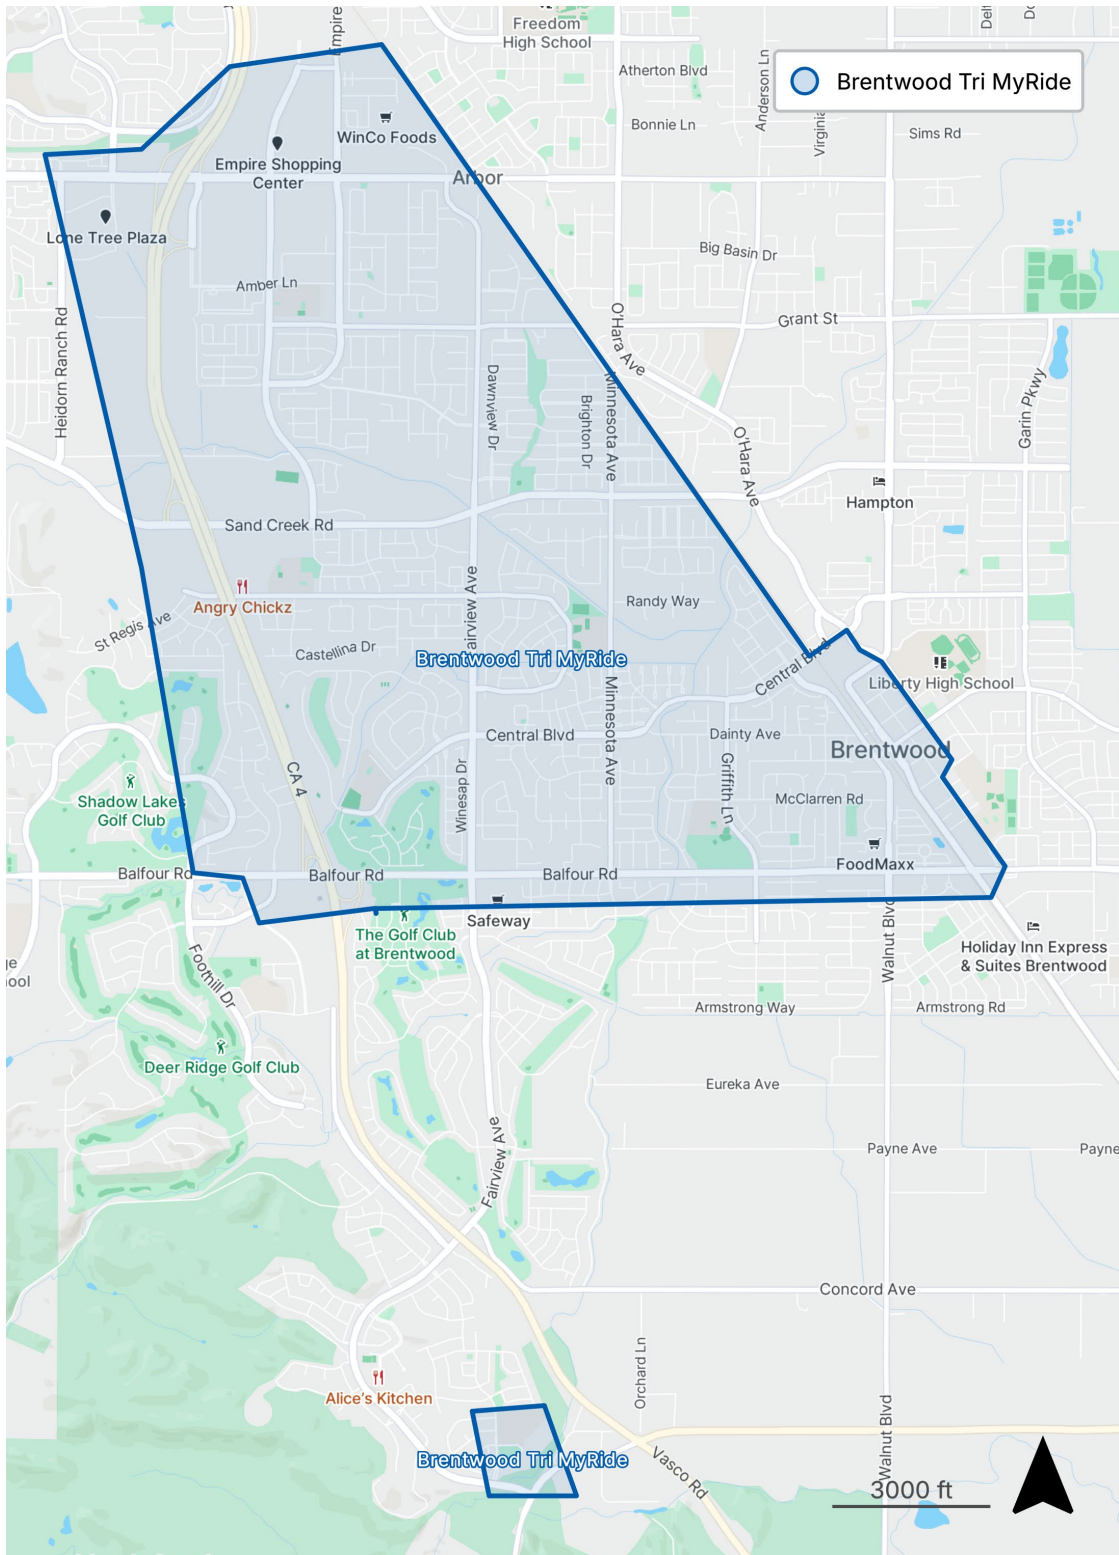 Empire
Freedom
High School
Atherton Blvd
Anderson Ln
Brentwood Tri MyRide
Bonnie Ln
Virginia
Sims Rd
WinCo Foods
Empire Shopping
Center
Arbor
Lone Tree Plaza
Big Basin Dr
Amber Ln
Grant St
O'Hara Ave
Heidorn Ranch Rd
Dawnview Dr
Brighton Dr
Minnesota Ave
Garin Pkwy
O'Hara Ave
Hampton
Sand Creek Rd
Angry Chickz
Randy Way
St Regis Ave
Fairview Ave
Castellina Dr
Brentwood Tri MyRide
Central Blvd
Liberty High School
Minnesota Ave
Central Blvd
Dainty Ave
Brentwood
CA 4
Winesap Dr
Griffith Ln
McClarren Rd
Shadow Lakes
Golf Club
FoodMaxx
Balfour Rd
Balfour Rd
Balfour Rd
Safeway
The Golf Club
at Brentwood
Walnut Blvd
Holiday Inn Express
& Suites Brentwood
Foothill Dr
Armstrong Way
Armstrong Rd
Deer Ridge Golf Club
Eureka Ave
Fairview Ave
Payne Ave
Payne
Concord Ave
Orchard Ln
Alice's Kitchen
Walnut Blvd
Brentwood Tri MyRide
Vasco Rd
3000 ft